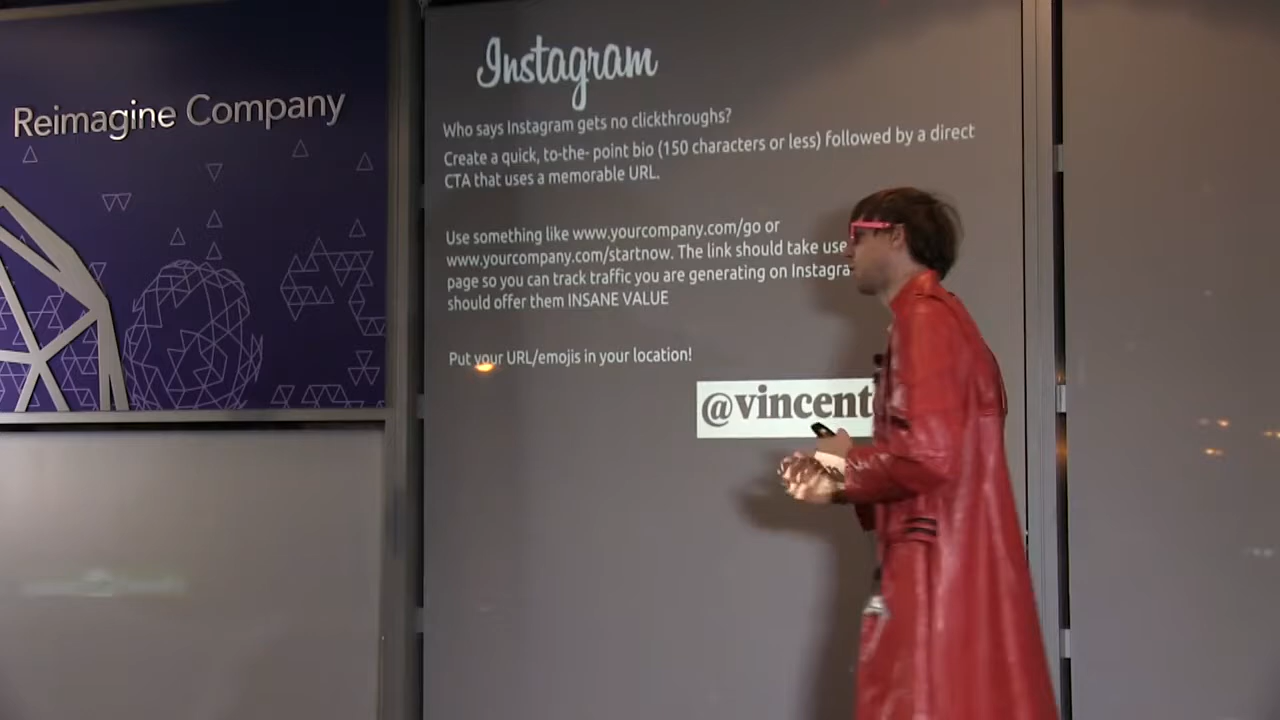 Reimagine Company
Instagram
Who says Instagram gets no clickthroughs?
Create a quick, to-the- point bio (150 characters or less) followed by a direct
CTA that uses a memorable URL.
Use something like www.yourcompany.com/go or
www.yourcompany.com/startnow. The link should take use
page so you can track traffic you are generating on Instagra
should offer them INSANE VALUE
Put your URL/emojis in your location!
@vincent